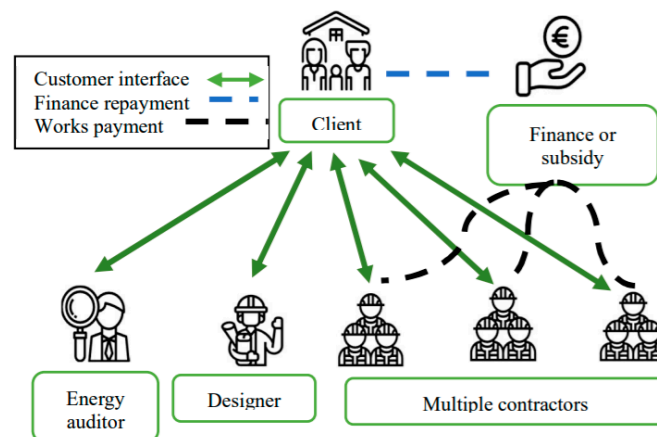 Customer interface
Finance repayment
Works payment
€
Client
Finance or
subsidy
Energy
auditor
Designer
Multiple contractors